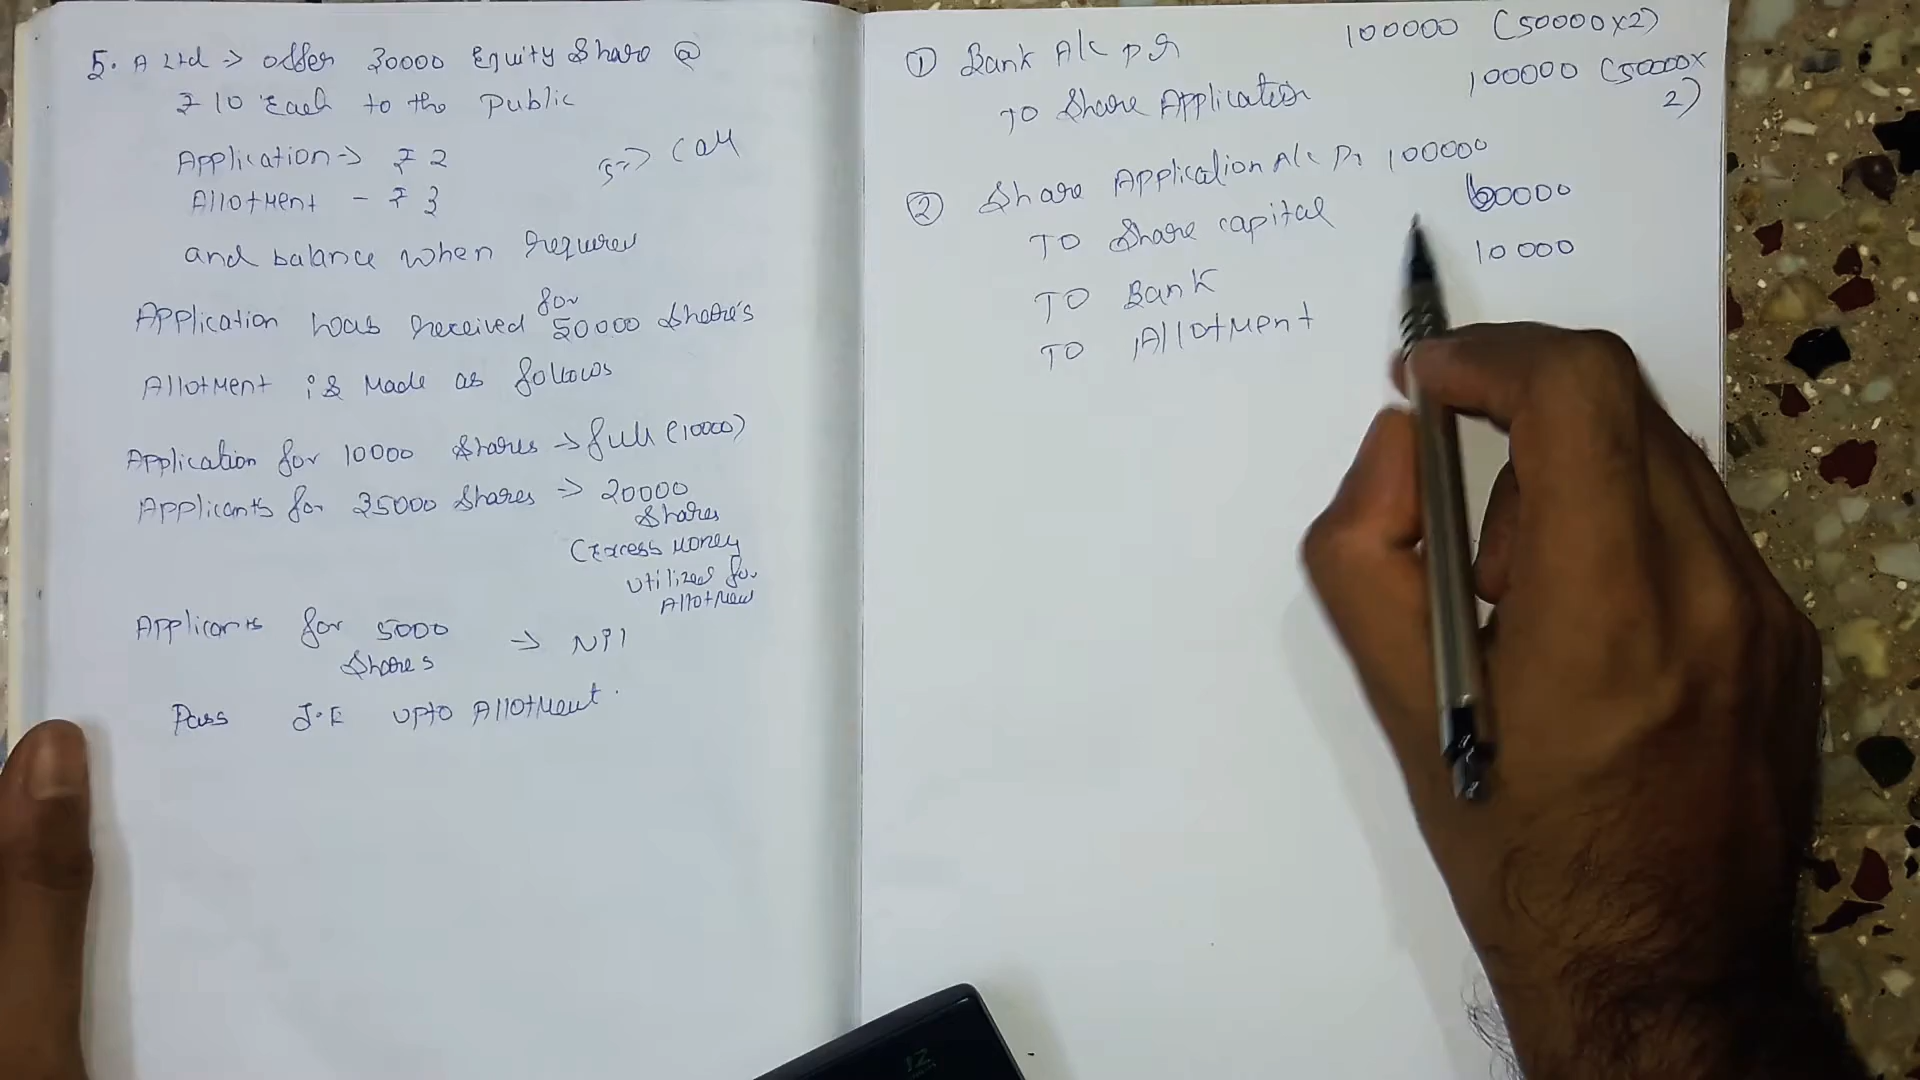 5. A Ltd → offer 30000 Equity Share @
₹ 10 Each to the Public
Application → ₹ 2
5 → Call
Allotment - ₹ 3
and balance when required
Application was received for 50000 Share's
Allotment is Made as follows
Application for 10000 Shares → full (10000)
Applicants for 35000 Shares → 20000
Shares
(Excess Money
utilized for
Allotment
Applicants for 5000 → Nil
Shares
Pass J.E upto Allotment.
① Bank A/c Dr 100000 (50000x2)
TO Share Application 100000 (50000x
2)
② Share Application A/c Dr 100000
TO Share capital 60000
TO Bank 10000
TO Allotment
12